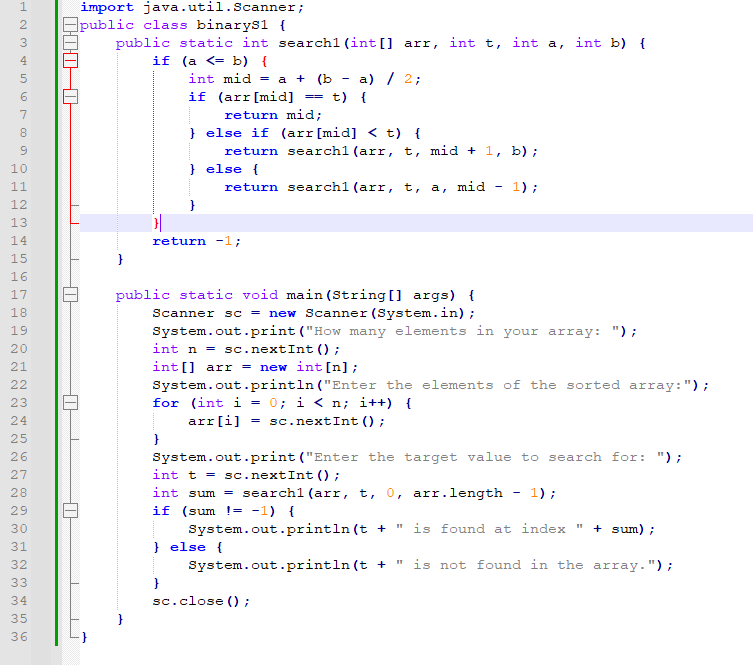 1 import java.util.Scanner;
2 public class binaryS1 {
3 public static int search1(int[] arr, int t, int a, int b) {
4 if (a <= b) {
5 int mid = a + (b - a) / 2;
6 if (arr[mid] == t) {
7 return mid;
8 } else if (arr[mid] < t) {
9 return search1(arr, t, mid + 1, b);
10 } else {
11 return search1(arr, t, a, mid - 1);
12 }
13 }
14 return -1;
15 }
16
17 public static void main(String[] args) {
18 Scanner sc = new Scanner(System.in);
19 System.out.print("How many elements in your array: ");
20 int n = sc.nextInt();
21 int[] arr = new int[n];
22 System.out.println("Enter the elements of the sorted array:");
23 for (int i = 0; i < n; i++) {
24 arr[i] = sc.nextInt();
25 }
26 System.out.print("Enter the target value to search for: ");
27 int t = sc.nextInt();
28 int sum = search1(arr, t, 0, arr.length - 1);
29 if (sum != -1) {
30 System.out.println(t + " is found at index " + sum);
31 } else {
32 System.out.println(t + " is not found in the array.");
33 }
34 sc.close();
35 }
36 }